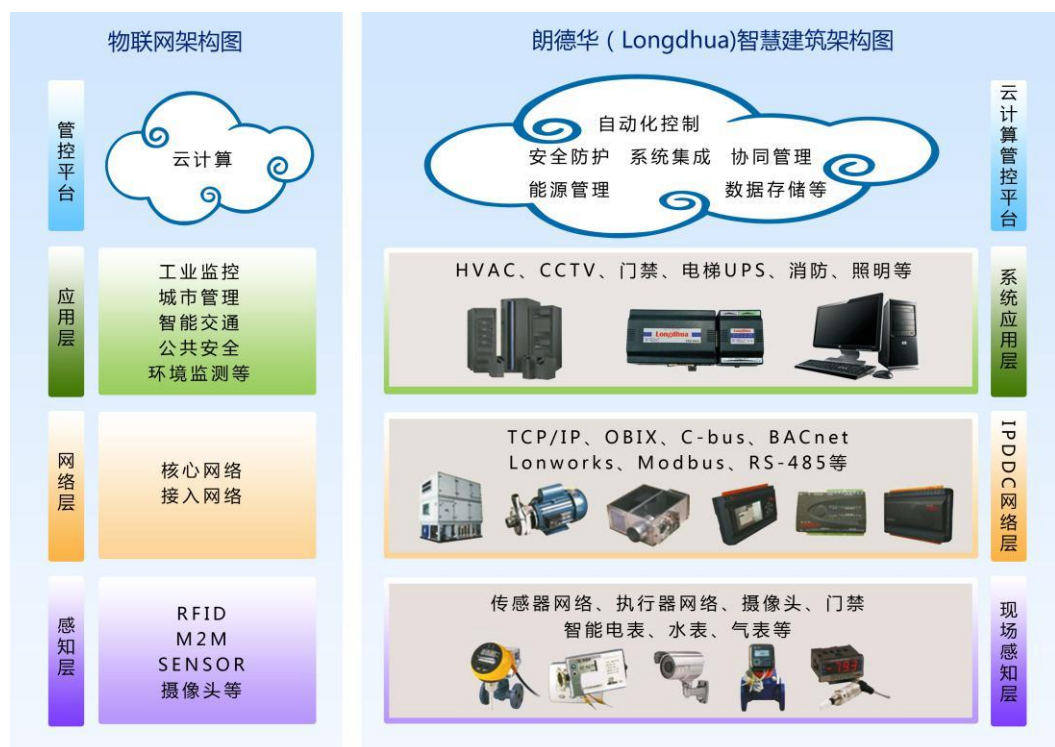 物联网架构图
管控平台
云计算
应用层
工业监控
城市管理
智能交通
公共安全
环境监测等
网络层
核心网络
接入网络
感知层
RFID
M2M
SENSOR
摄像头等
朗德华（Longdhua)智慧建筑架构图
自动化控制
安全防护 系统集成 协同管理
能源管理 数据存储等
云计算管控平台
HVAC、CCTV、门禁、电梯UPS、消防、照明等
Longdhua
系统应用层
TCP/IP、OBIX、C-bus、BACnet
Lonworks、Modbus、RS-485等
IPDDC网络层
传感器网络、执行器网络、摄像头、门禁
智能电表、水表、气表等
现场感知层